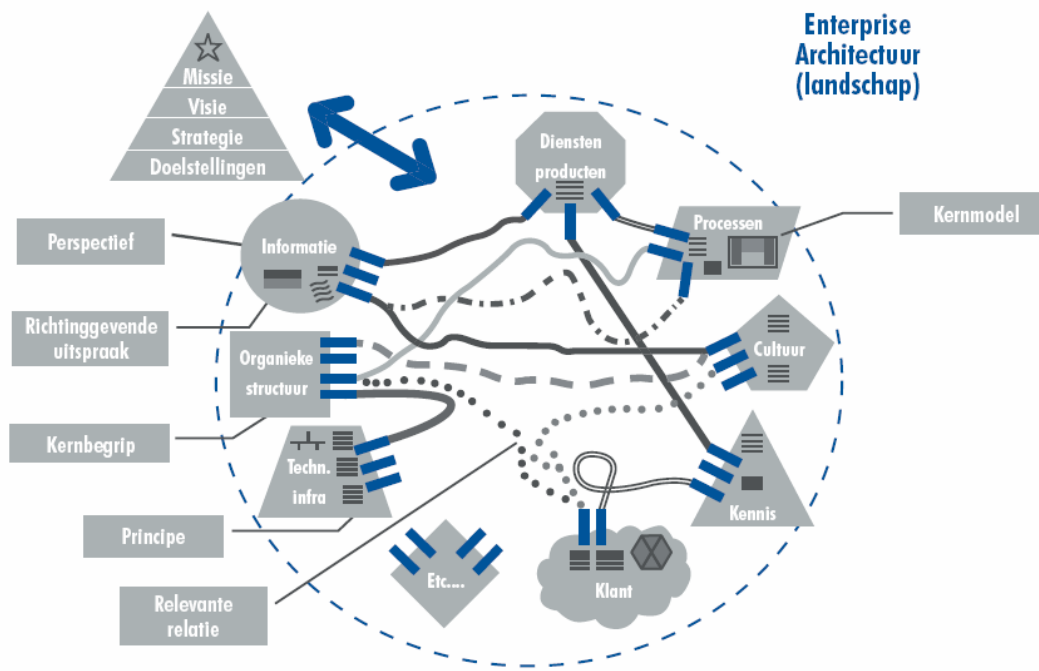 Enterprise
Architectuur
(landschap)
Missie
Visie
Strategie
Doelstellingen
Diensten
producten
Processen
Kernmodel
Perspectief
Informatie
Richtinggevende
uitspraak
Organieke
structuur
Cultuur
Kernbegrip
Techn.
infra
Kennis
Principe
Etc....
Klant
Relevante
relatie